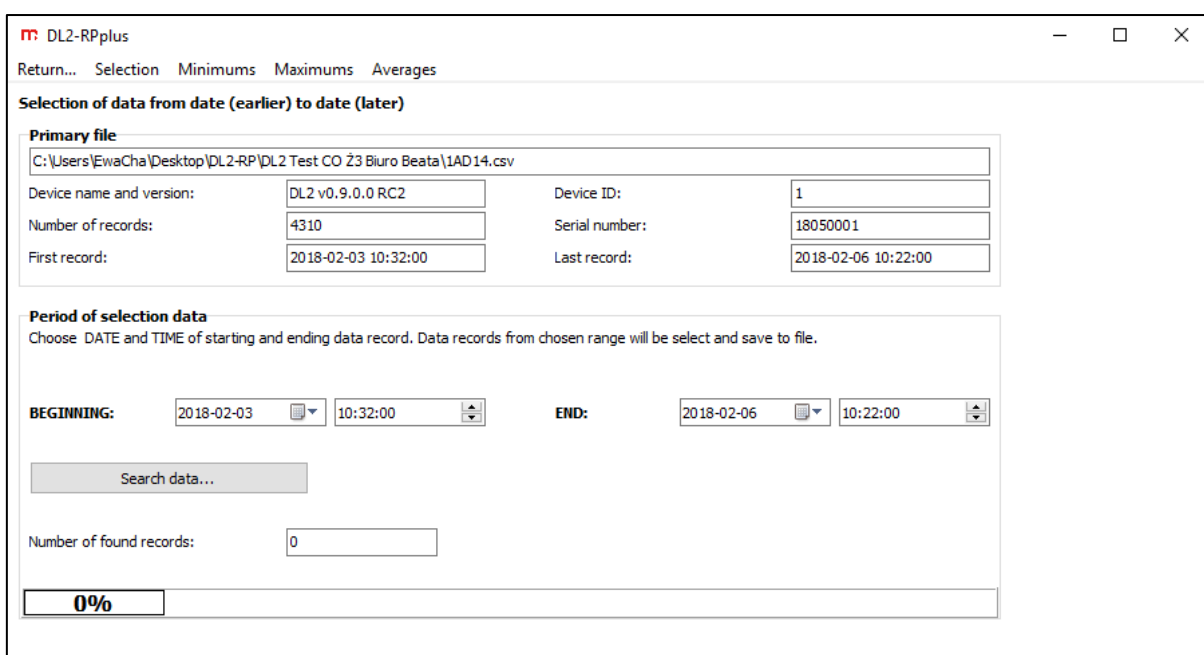 DL2-RPplus
Return... Selection Minimums Maximums Averages
Selection of data from date (earlier) to date (later)
Primary file
C:\Users\EwaCha\Desktop\DL2-RP\DL2 Test CO Ż3 Biuro Beata\1AD14.csv
Device name and version: DL2 v0.9.0.0 RC2 Device ID: 1
Number of records: 4310 Serial number: 18050001
First record: 2018-02-03 10:32:00 Last record: 2018-02-06 10:22:00
Period of selection data
Choose DATE and TIME of starting and ending data record. Data records from chosen range will be select and save to file.
BEGINNING: 2018-02-03 10:32:00 END: 2018-02-06 10:22:00
Search data...
Number of found records: 0
0%